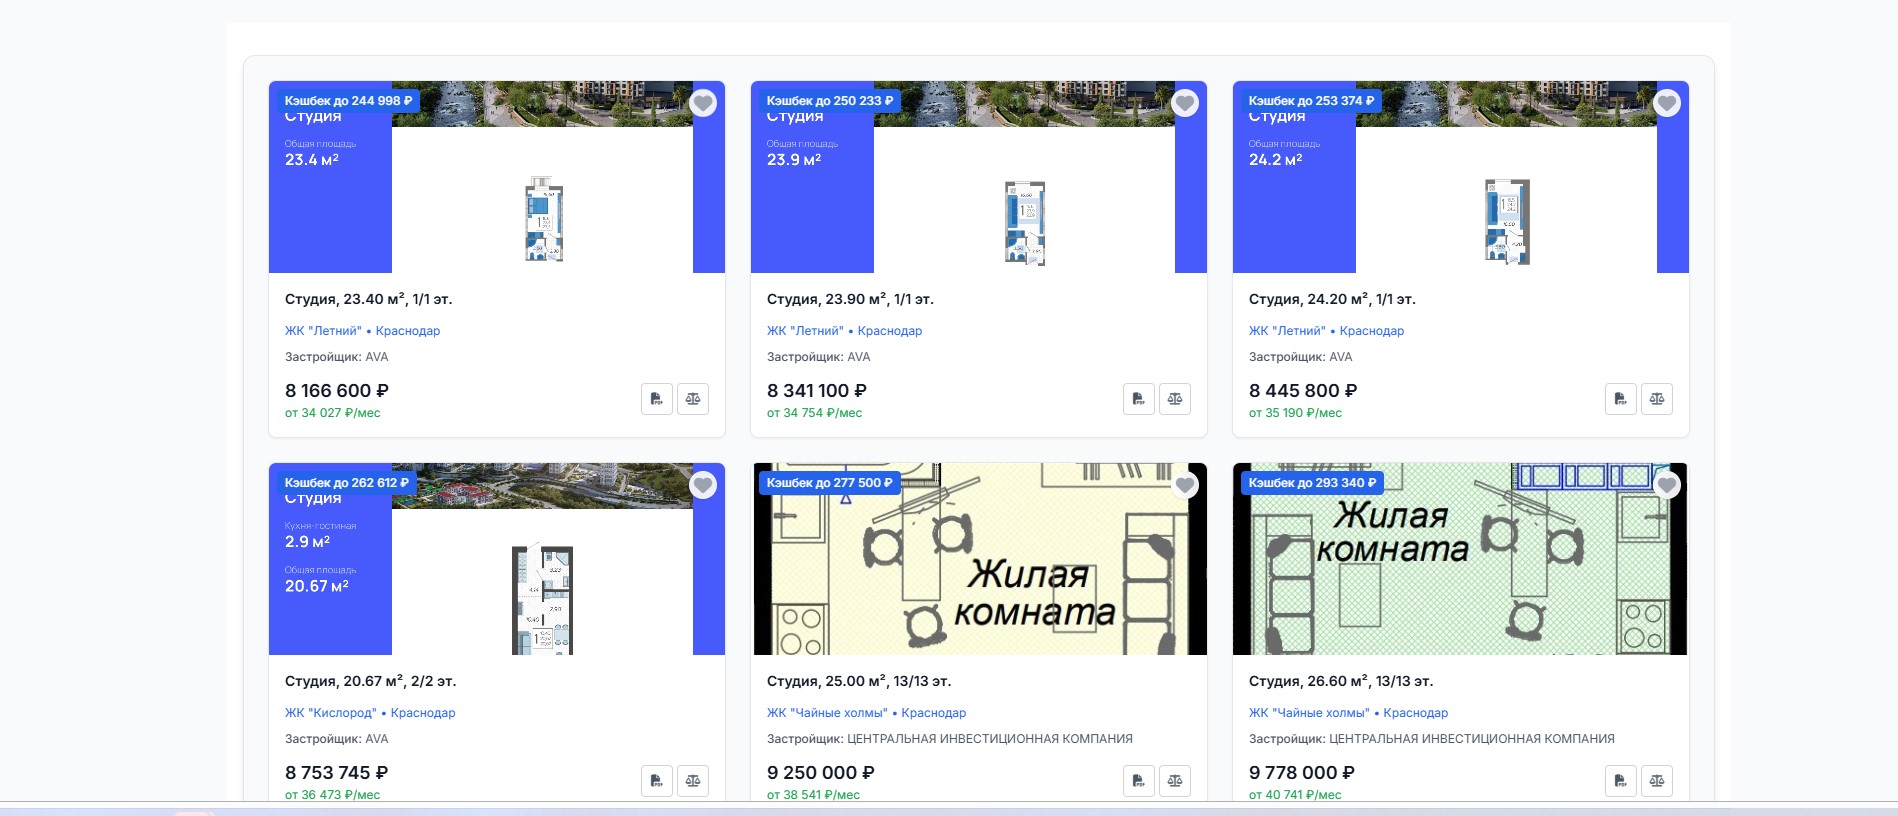 Кэшбек до 244 998 ₽
Студия
Общая площадь
23.4 м²
Студия, 23.40 м², 1/1 эт.
ЖК "Летний" • Краснодар
Застройщик: AVA
8 166 600 ₽
от 34 027 ₽/мес
PDF
Кэшбек до 250 233 ₽
Студия
Общая площадь
23.9 м²
Студия, 23.90 м², 1/1 эт.
ЖК "Летний" • Краснодар
Застройщик: AVA
8 341 100 ₽
от 34 754 ₽/мес
PDF
Кэшбек до 253 374 ₽
Студия
Общая площадь
24.2 м²
Студия, 24.20 м², 1/1 эт.
ЖК "Летний" • Краснодар
Застройщик: AVA
8 445 800 ₽
от 35 190 ₽/мес
PDF
Кэшбек до 262 612 ₽
Студия
Кухня-гостиная
2.9 м²
Общая площадь
20.67 м²
Студия, 20.67 м², 2/2 эт.
ЖК "Кислород" • Краснодар
Застройщик: AVA
8 753 745 ₽
от 36 473 ₽/мес
PDF
Кэшбек до 277 500 ₽
Жилая
комната
Студия, 25.00 м², 13/13 эт.
ЖК "Чайные холмы" • Краснодар
Застройщик: ЦЕНТРАЛЬНАЯ ИНВЕСТИЦИОННАЯ КОМПАНИЯ
9 250 000 ₽
от 38 541 ₽/мес
PDF
Кэшбек до 293 340 ₽
Жилая
комната
Студия, 26.60 м², 13/13 эт.
ЖК "Чайные холмы" • Краснодар
Застройщик: ЦЕНТРАЛЬНАЯ ИНВЕСТИЦИОННАЯ КОМПАНИЯ
9 778 000 ₽
от 40 741 ₽/мес
PDF